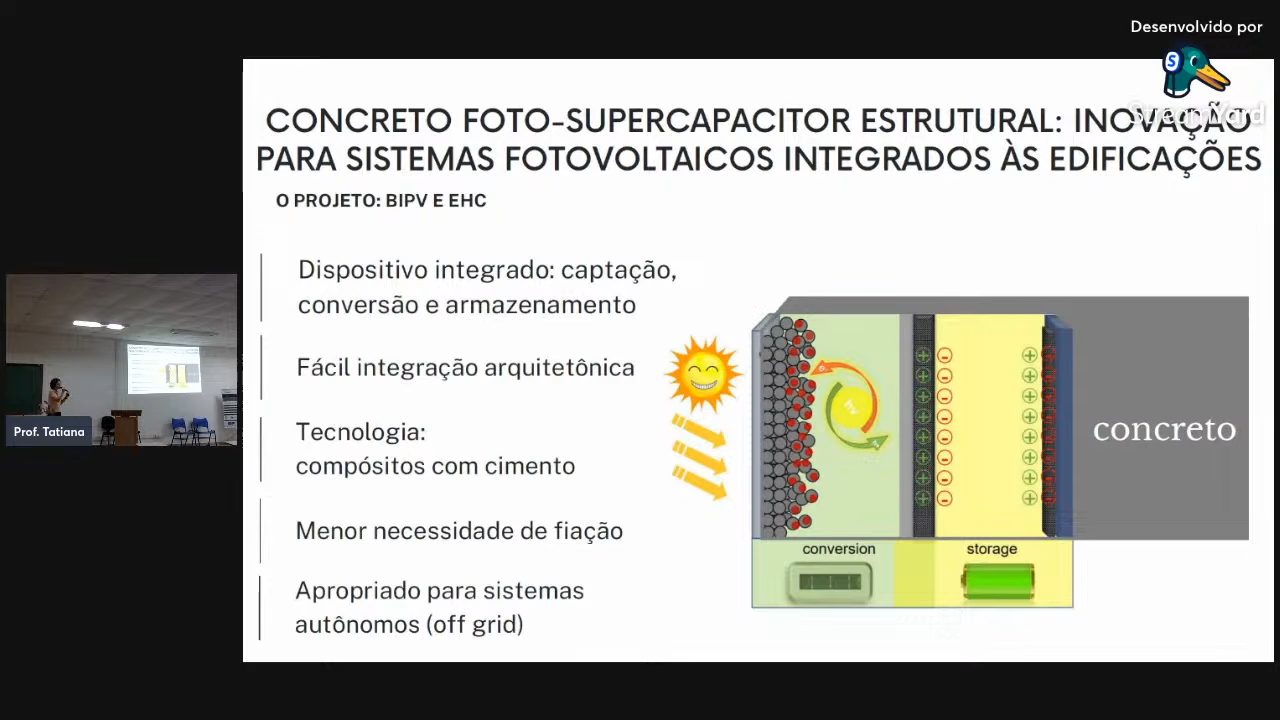 Desenvolvido por
StreamYard
CONCRETO FOTO-SUPERCAPACITOR ESTRUTURAL: INOVAÇÃO
PARA SISTEMAS FOTOVOLTAICOS INTEGRADOS ÀS EDIFICAÇÕES
O PROJETO: BIPV E EHC
Dispositivo integrado: captação,
conversão e armazenamento
Fácil integração arquitetônica
Tecnologia:
compósitos com cimento
Menor necessidade de fiação
Apropriado para sistemas
autônomos (off grid)
concreto
conversion
storage
Prof. Tatiana